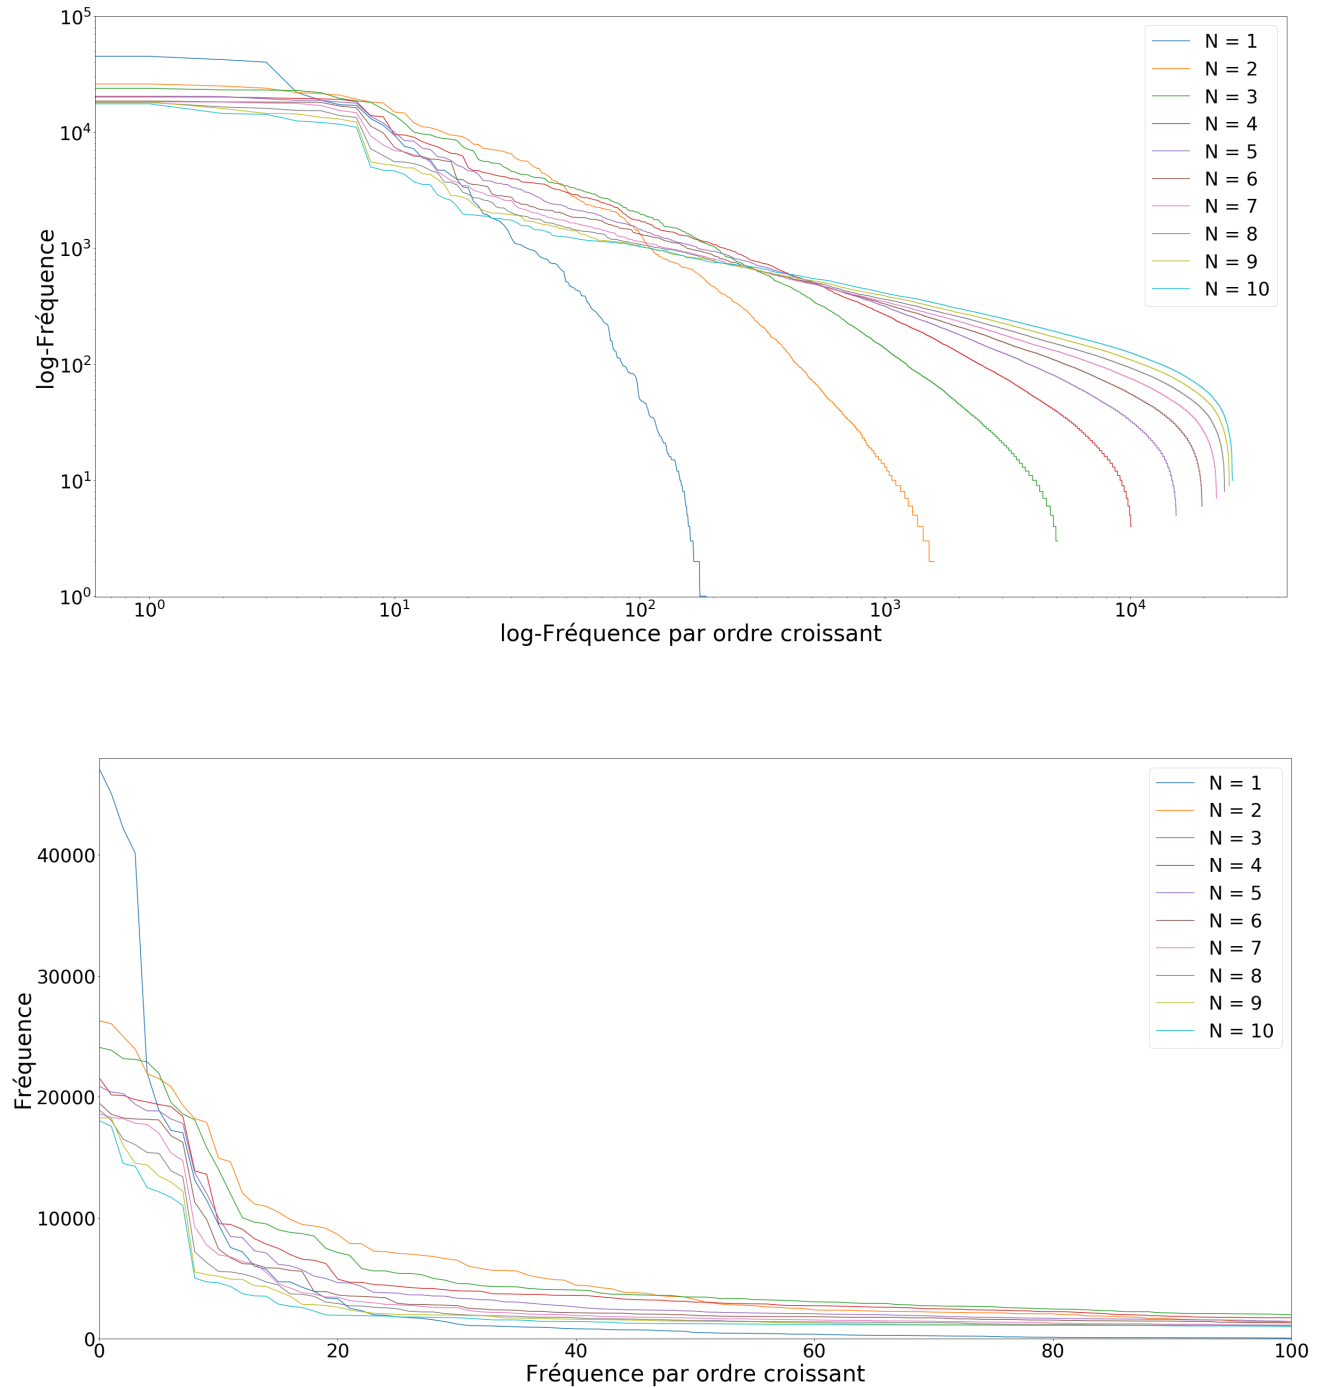 10⁵
10⁴
10³
10²
10¹
10⁰
log-Fréquence
N = 1
N = 2
N = 3
N = 4
N = 5
N = 6
N = 7
N = 8
N = 9
N = 10
10⁰ 10¹ 10² 10³ 10⁴
log-Fréquence par ordre croissant
40000
30000
20000
10000
0
Fréquence
N = 1
N = 2
N = 3
N = 4
N = 5
N = 6
N = 7
N = 8
N = 9
N = 10
0 20 40 60 80 100
Fréquence par ordre croissant